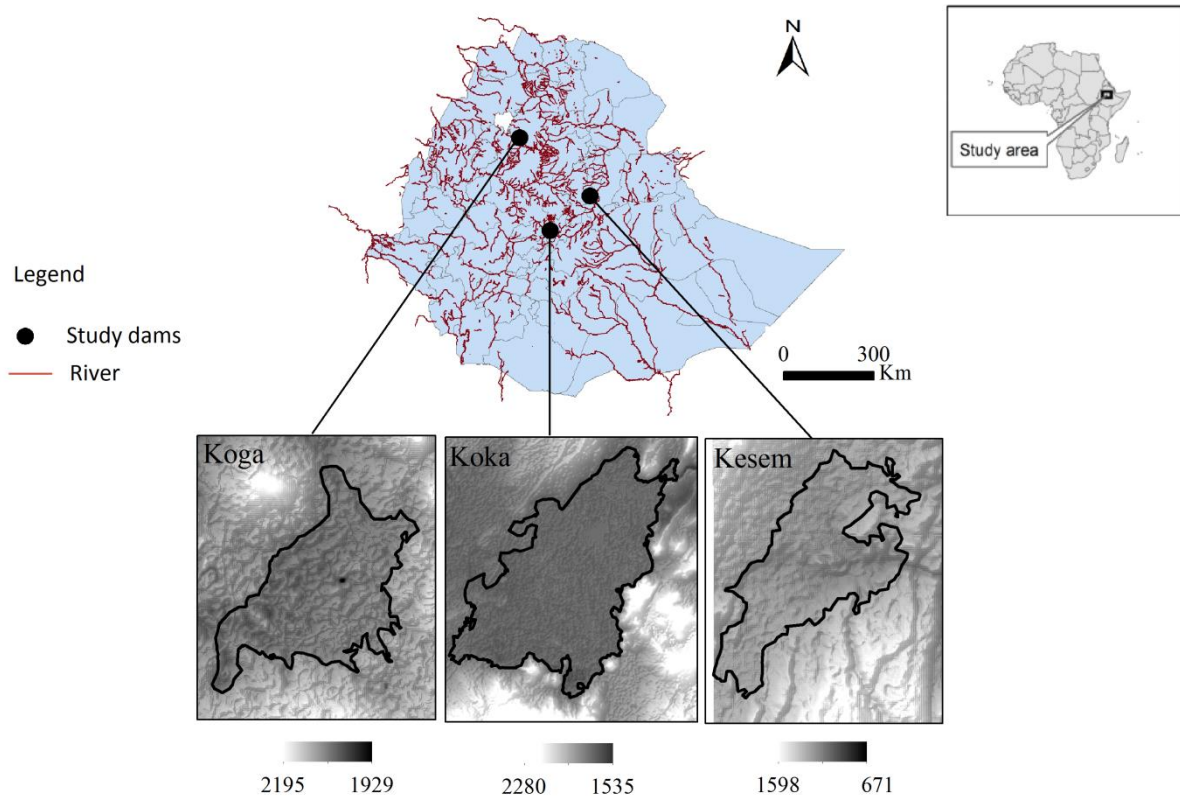 N
Study area
Legend
Study dams
River
0 300
Km
Koga
Koka
Kesem
2195 1929
2280 1535
1598 671